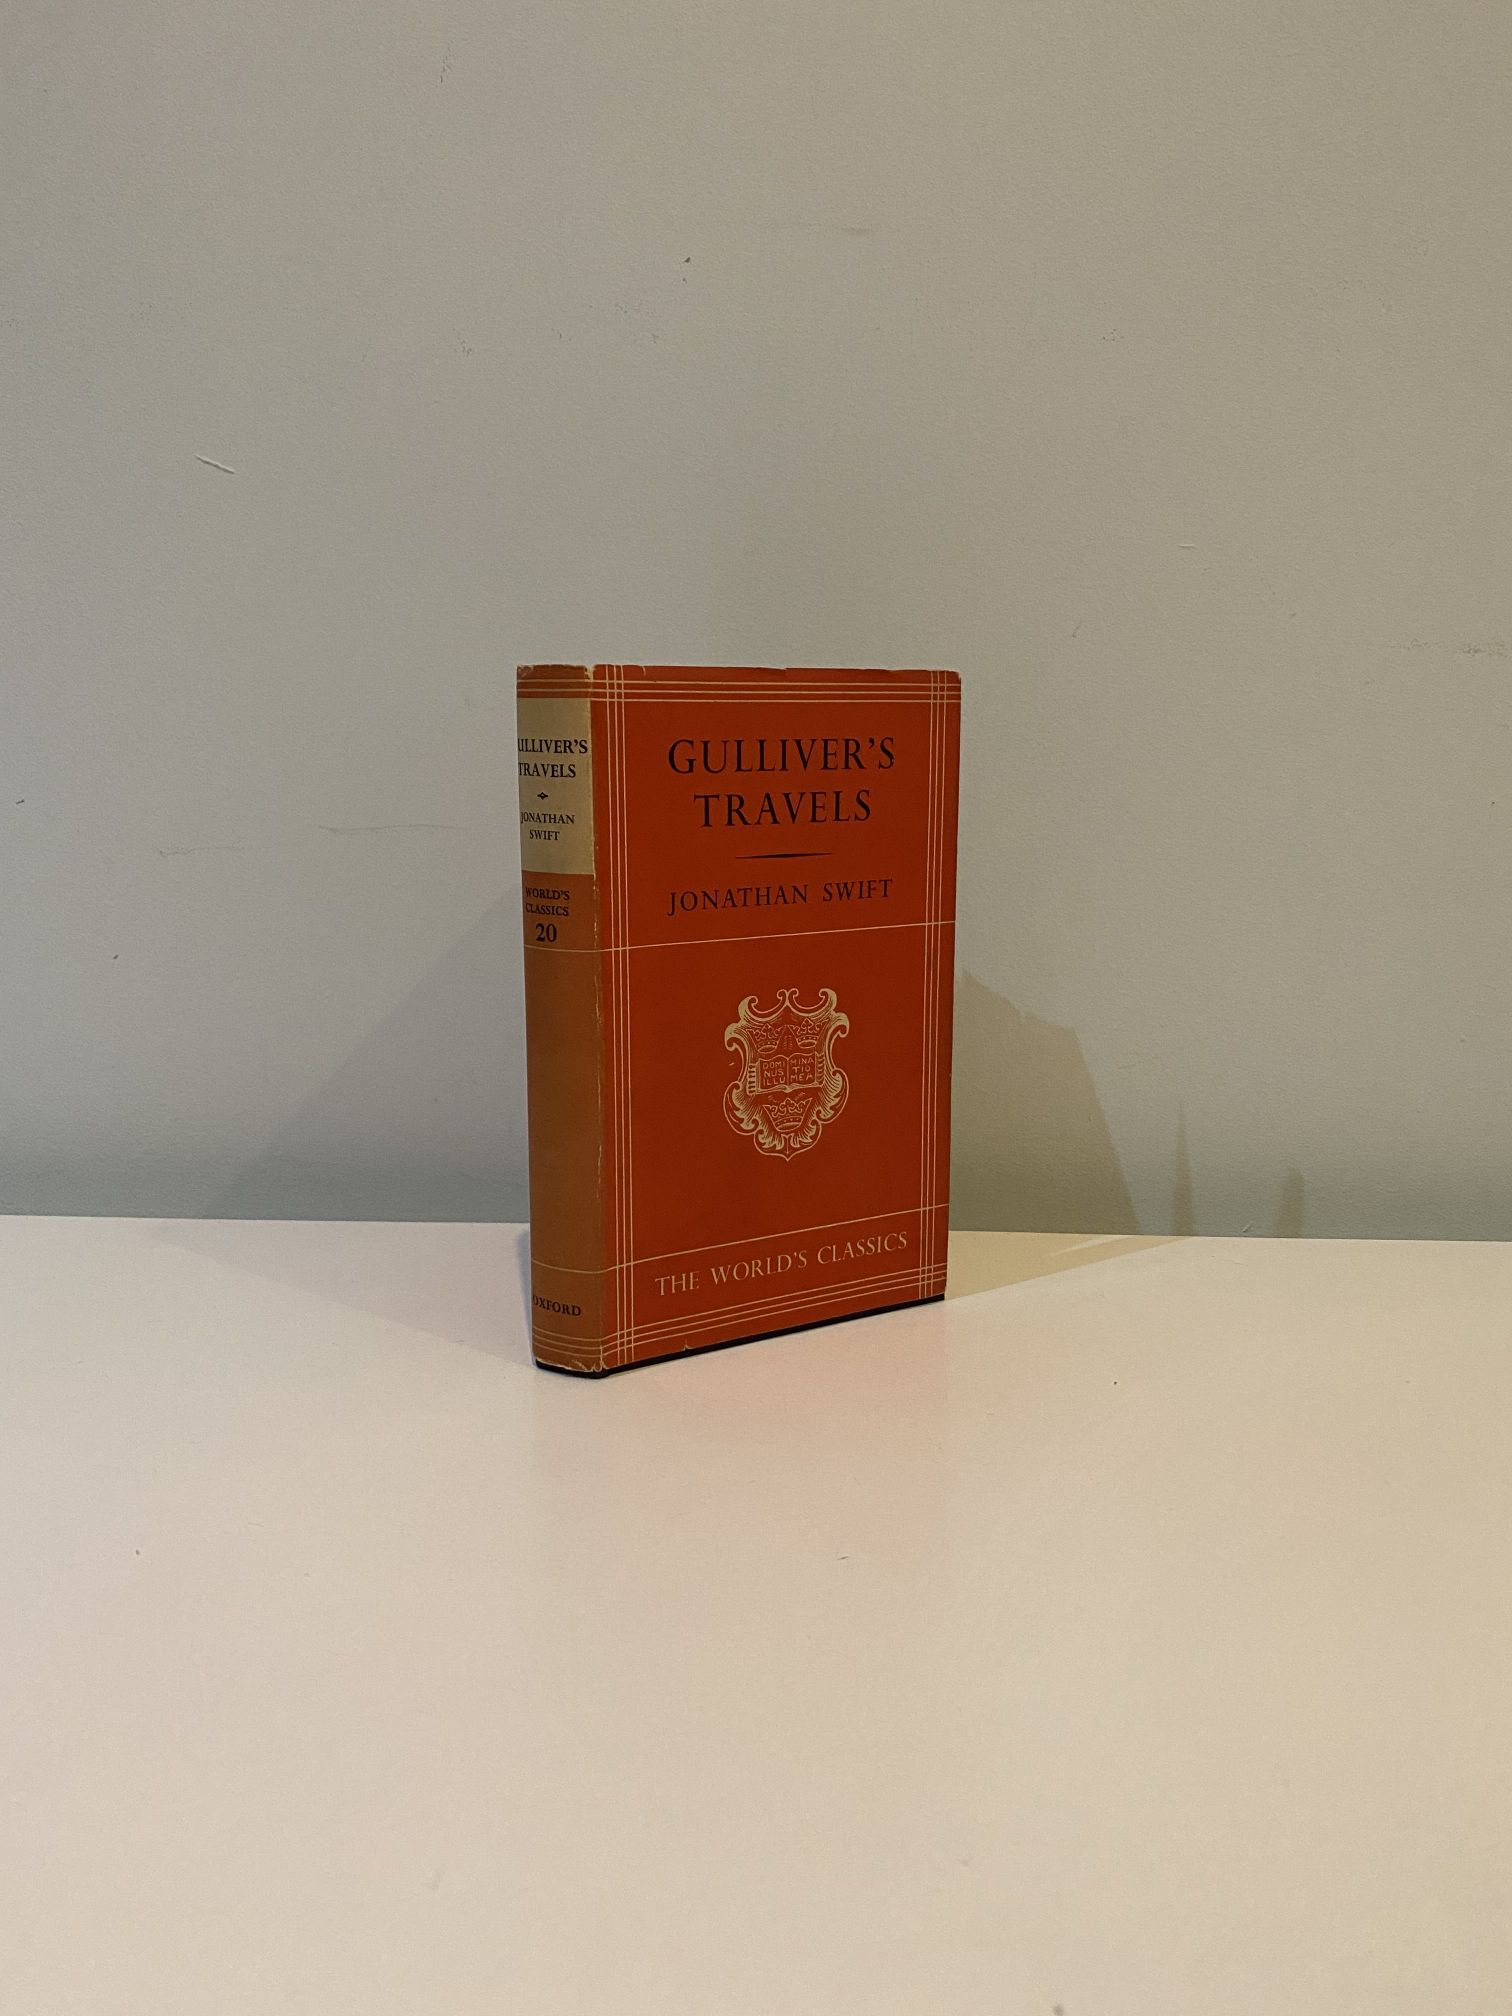 ULLIVER'S
TRAVELS
JONATHAN
SWIFT
WORLD'S
CLASSICS
20
OXFORD
GULLIVER'S
TRAVELS
JONATHAN SWIFT
DOMI MINA
NUS TIO
ILLU MEA
THE WORLD'S CLASSICS